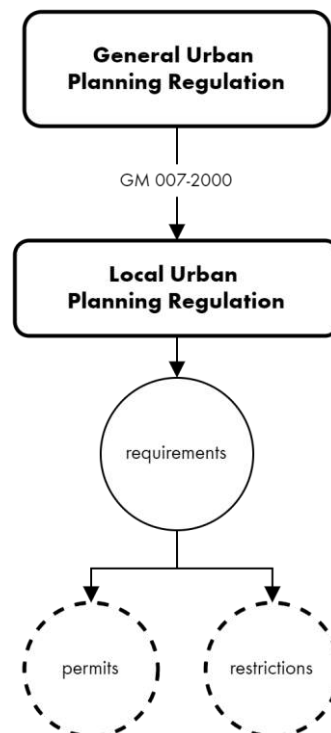 General Urban
Planning Regulation
GM 007-2000
Local Urban
Planning Regulation
requirements
permits
restrictions